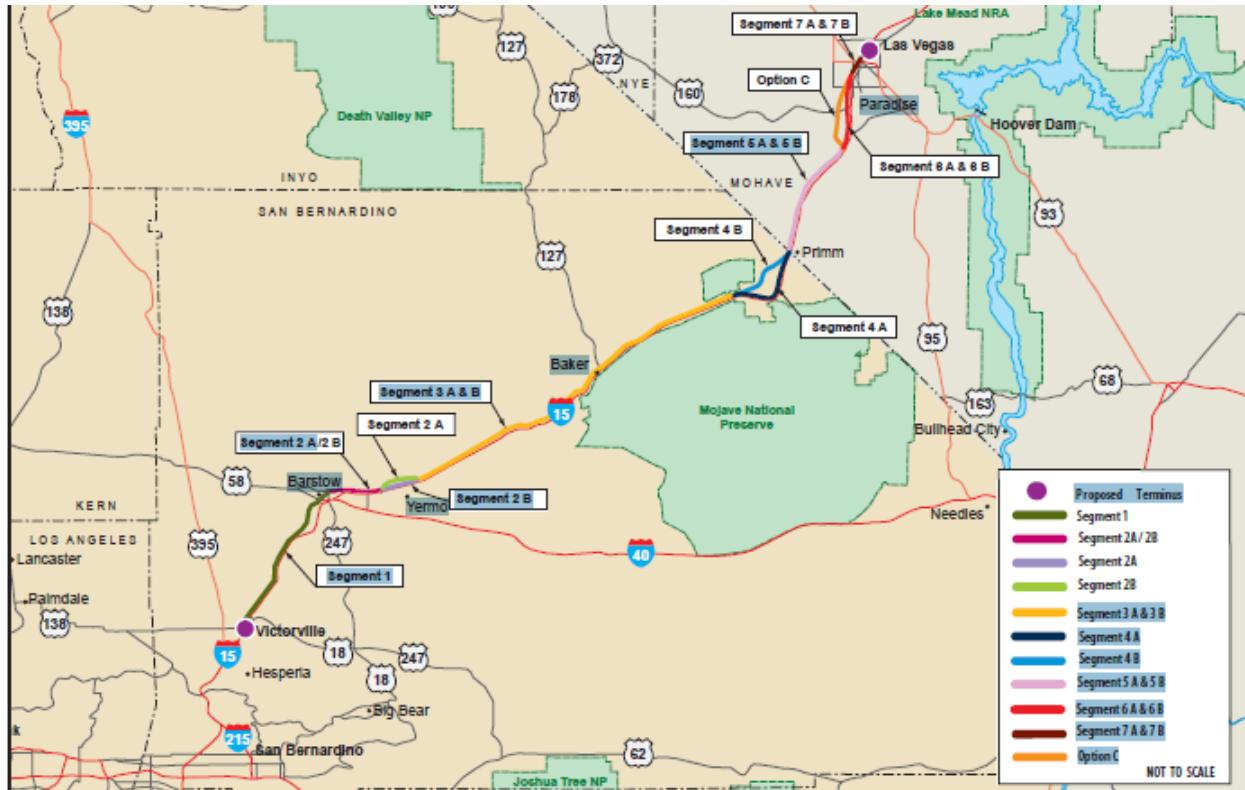 Lake Mead NRA
Segment 7 A & 7 B
127
Las Vegas
372
NYE
Option C
178
160
395
Paradise
Death Valley NP
Hoover Dam
Segment 5 A & 5 B
Segment 6 A & 6 B
INYO
MOHAVE
SAN BERNARDINO
93
Segment 4 B
127
Primm
138
Segment 4 A
95
Baker
68
Segment 3 A & B
163
15
Mojave National
Preserve
Segment 2 A
Bullhead City
Segment 2 A/2 B
58
Barstow
Segment 2 B
Yermo
KERN
Needles
LOS ANGELES
395
247
40
Lancaster
Segment 1
Palmdale
138
Victorville
15
18
247
Hesperia
18
Big Bear
215
San Bernardino
62
Joshua Tree NP
Proposed Terminus
Segment 1
Segment 2A / 2B
Segment 2A
Segment 2B
Segment 3 A & 3 B
Segment 4 A
Segment 4 B
Segment 5 A & 5 B
Segment 6 A & 6 B
Segment 7 A & 7 B
Option C
NOT TO SCALE